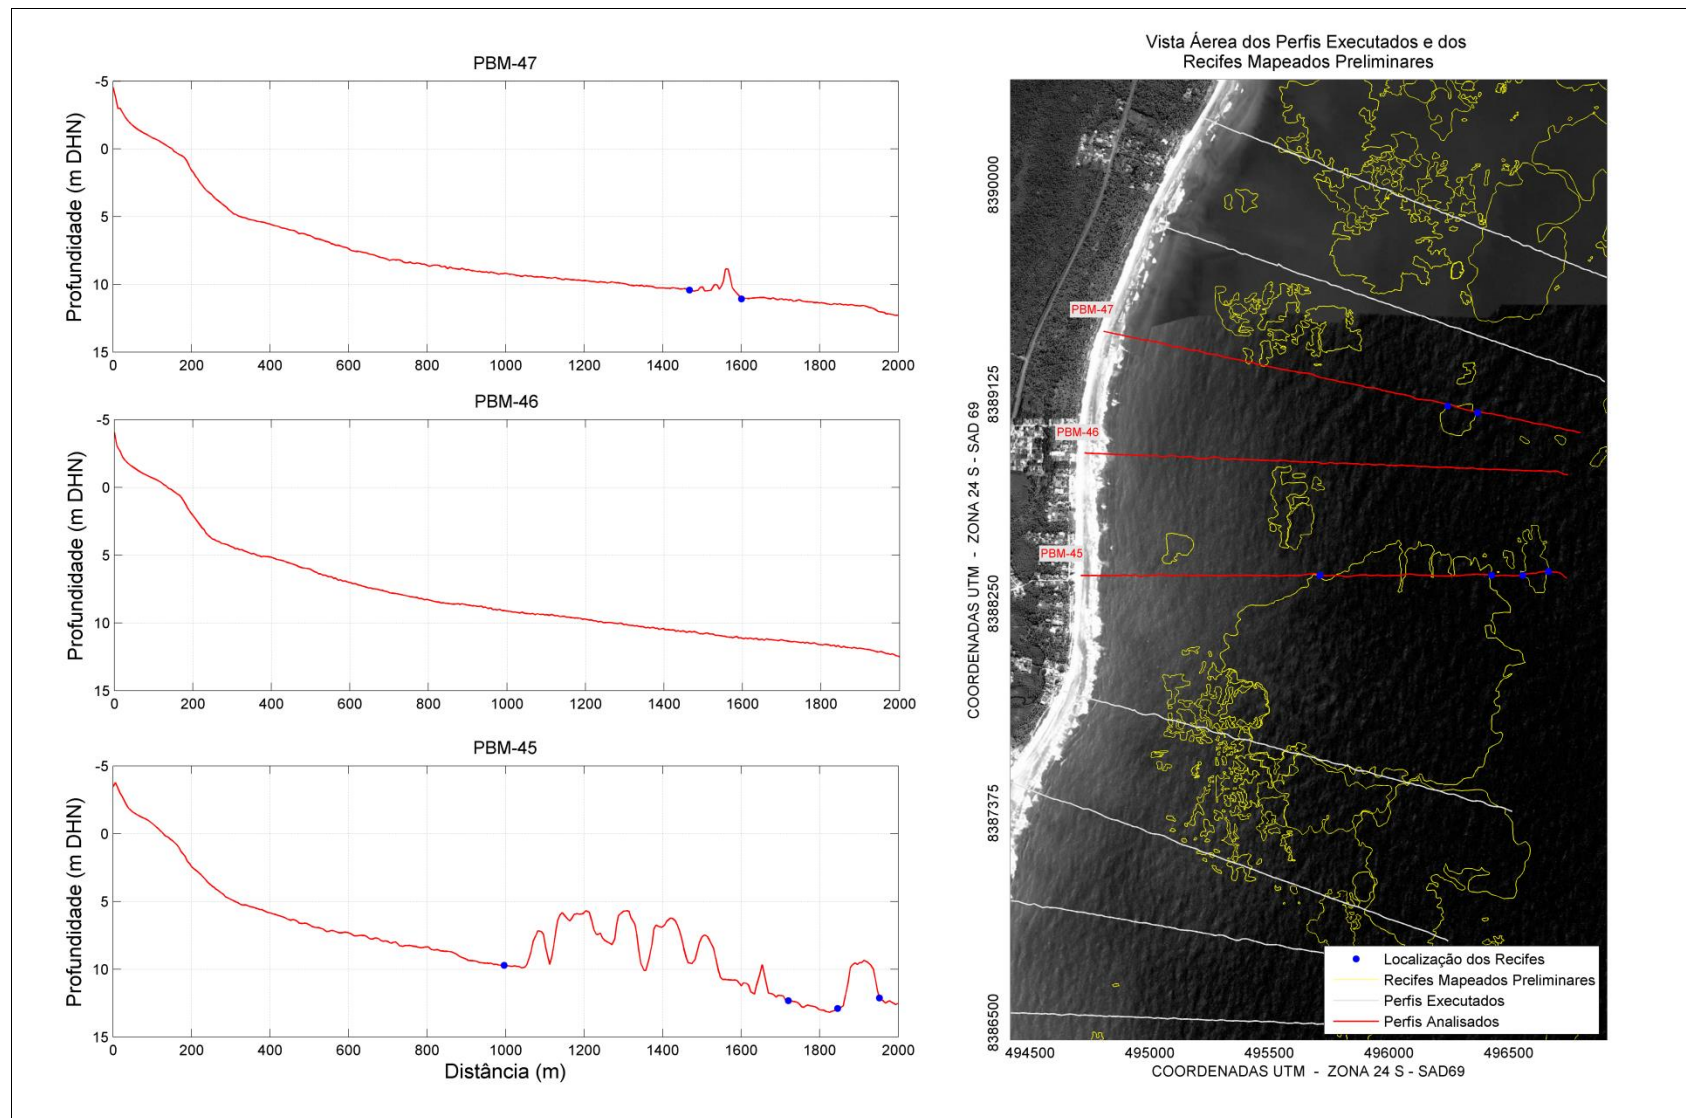 PBM-47
-5
0
5
10
15
Profundidade (m DHN)
0 200 400 600 800 1000 1200 1400 1600 1800 2000
PBM-46
-5
0
5
10
15
Profundidade (m DHN)
0 200 400 600 800 1000 1200 1400 1600 1800 2000
PBM-45
-5
0
5
10
15
Profundidade (m DHN)
0 200 400 600 800 1000 1200 1400 1600 1800 2000
Distância (m)
Vista Áerea dos Perfis Executados e dos
Recifes Mapeados Preliminares
8390000
8389125
8388250
8387375
8386500
COORDENADAS UTM - ZONA 24 S - SAD 69
PBM-47
PBM-46
PBM-45
Localização dos Recifes
Recifes Mapeados Preliminares
Perfis Executados
Perfis Analisados
494500 495000 495500 496000 496500
COORDENADAS UTM - ZONA 24 S - SAD69